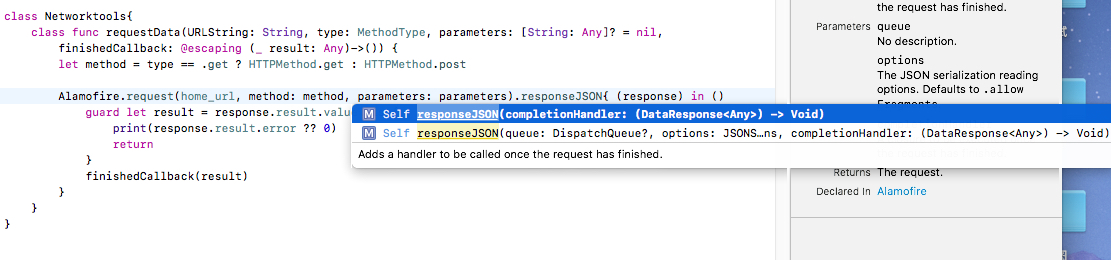 class Networktools{
class func requestData(URLString: String, type: MethodType, parameters: [String: Any]? = nil,
finishedCallback: @escaping (_ result: Any)->()) {
let method = type == .get ? HTTPMethod.get : HTTPMethod.post
Alamofire.request(home_url, method: method, parameters: parameters).responseJSON{ (response) in ()
guard let result = response.result.valu
print(response.result.error ?? 0)
return
}
finishedCallback(result)
}
}
}
M Self responseJSON(completionHandler: (DataResponse<Any>) -> Void)
M Self responseJSON(queue: DispatchQueue?, options: JSONS…ns, completionHandler: (DataResponse<Any>) -> Void)
Adds a handler to be called once the request has finished.
the request has finished.
Parameters queue
No description.
options
The JSON serialization reading
options. Defaults to .allow
Fragments
Returns The request.
Declared In Alamofire